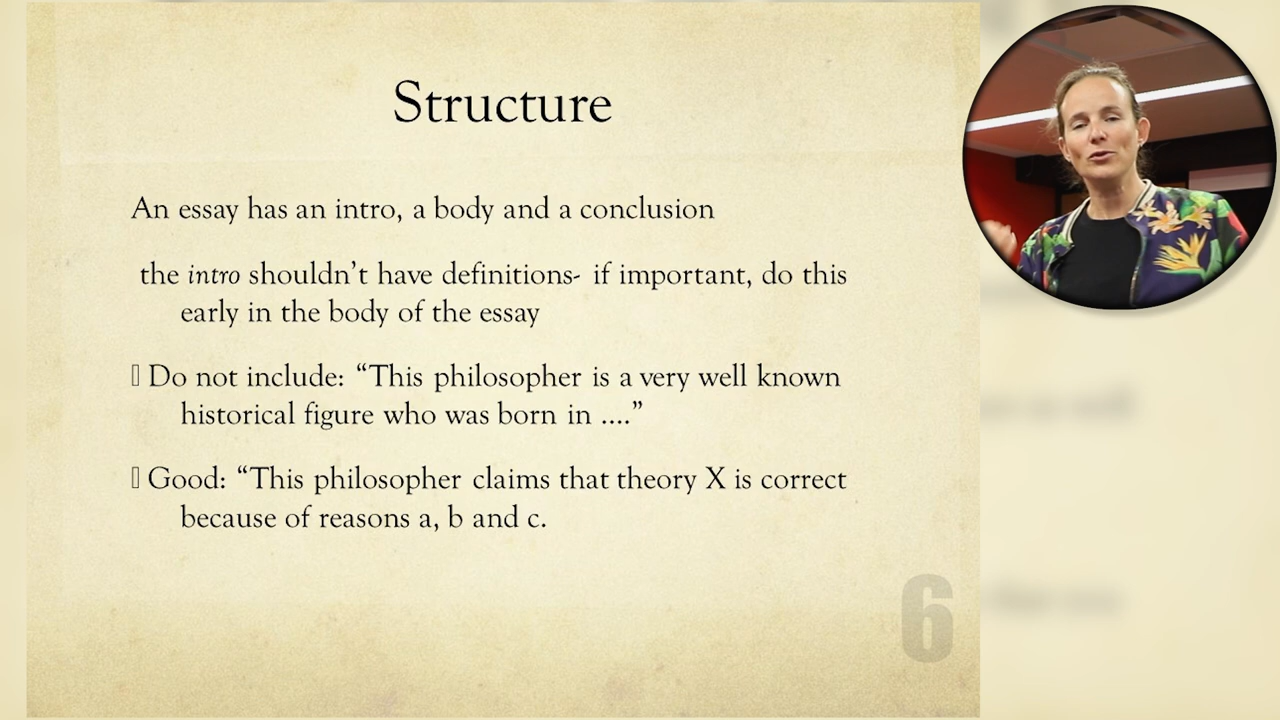 Structure
An essay has an intro, a body and a conclusion
the intro shouldn't have definitions- if important, do this
early in the body of the essay
Do not include: “This philosopher is a very well known
historical figure who was born in ….”
Good: “This philosopher claims that theory X is correct
because of reasons a, b and c.
6